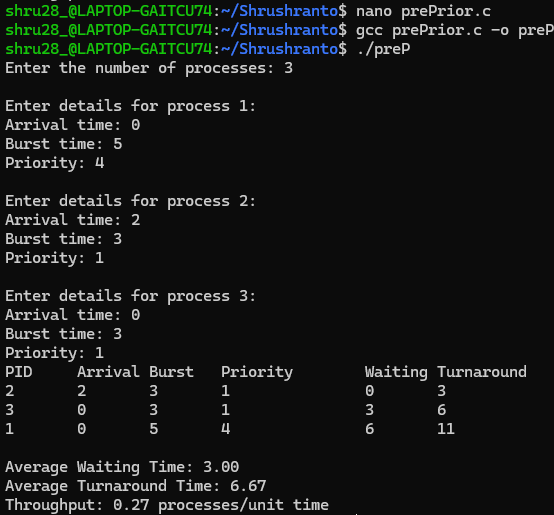 shru28_@LAPTOP-GAITCU74:~/Shrushranto$ nano prePrior.c
shru28_@LAPTOP-GAITCU74:~/Shrushranto$ gcc prePrior.c -o preP
shru28_@LAPTOP-GAITCU74:~/Shrushranto$ ./preP
Enter the number of processes: 3
Enter details for process 1:
Arrival time: 0
Burst time: 5
Priority: 4
Enter details for process 2:
Arrival time: 2
Burst time: 3
Priority: 1
Enter details for process 3:
Arrival time: 0
Burst time: 3
Priority: 1
PID Arrival Burst Priority Waiting Turnaround
2 2 3 1 0 3
3 0 3 1 3 6
1 0 5 4 6 11
Average Waiting Time: 3.00
Average Turnaround Time: 6.67
Throughput: 0.27 processes/unit time